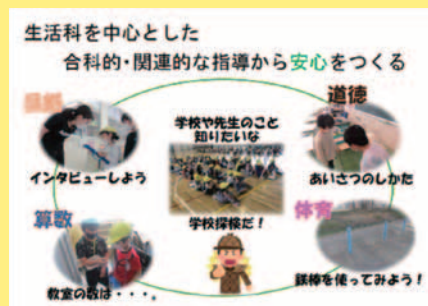 生活科を中心とした
合科的・関連的な指導から安心をつくる
国語
インタビューしよう
学校や先生のこと
知りたいな
道徳
あいさつのしかた
算数
教室の数は・・・。
学校探検だ！
体育
鉄棒を使ってみよう！